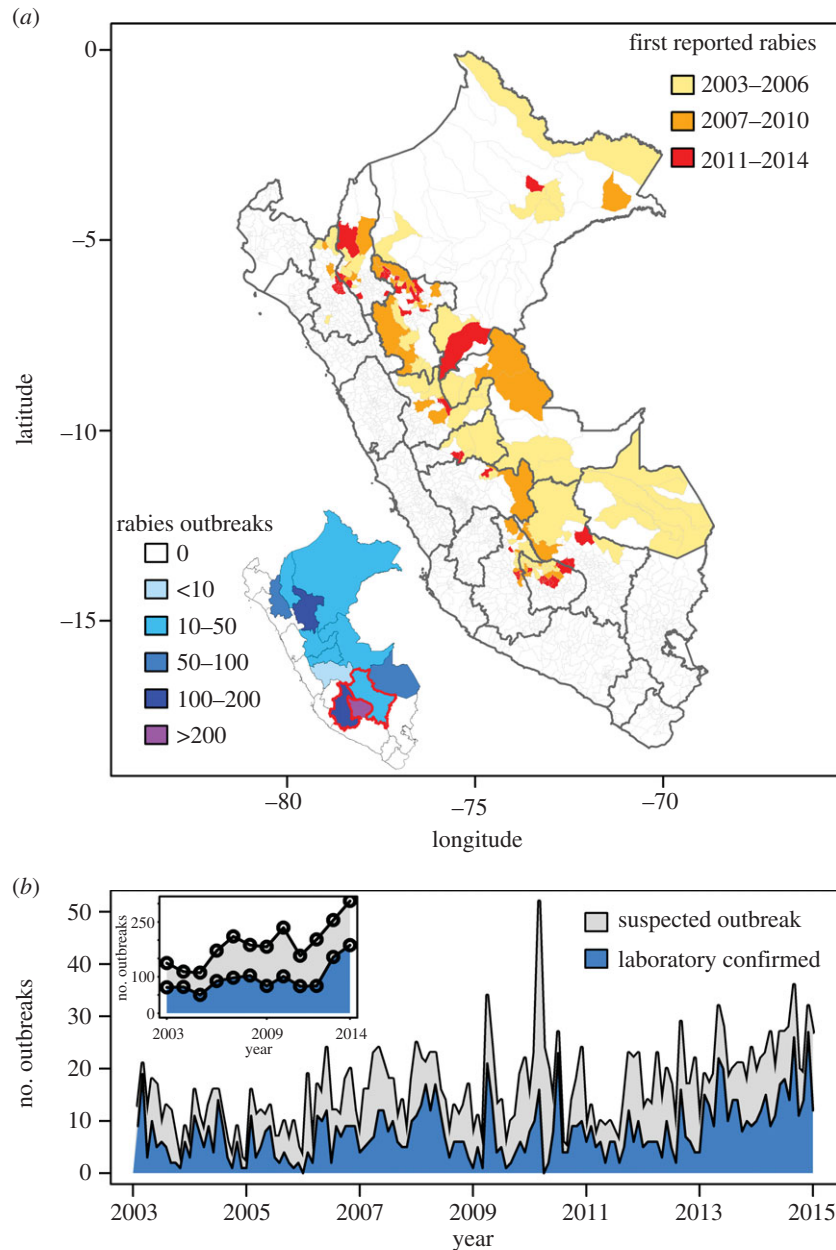 (a)
0
−5
−10
−15
latitude
first reported rabies
2003–2006
2007–2010
2011–2014
rabies outbreaks
0
<10
10–50
50–100
100–200
>200
−80
−75
−70
longitude
(b)
50
40
30
20
10
0
no. outbreaks
250
100
0
no. outbreaks
2003
2009
2014
year
suspected outbreak
laboratory confirmed
2003
2005
2007
2009
2011
2013
2015
year